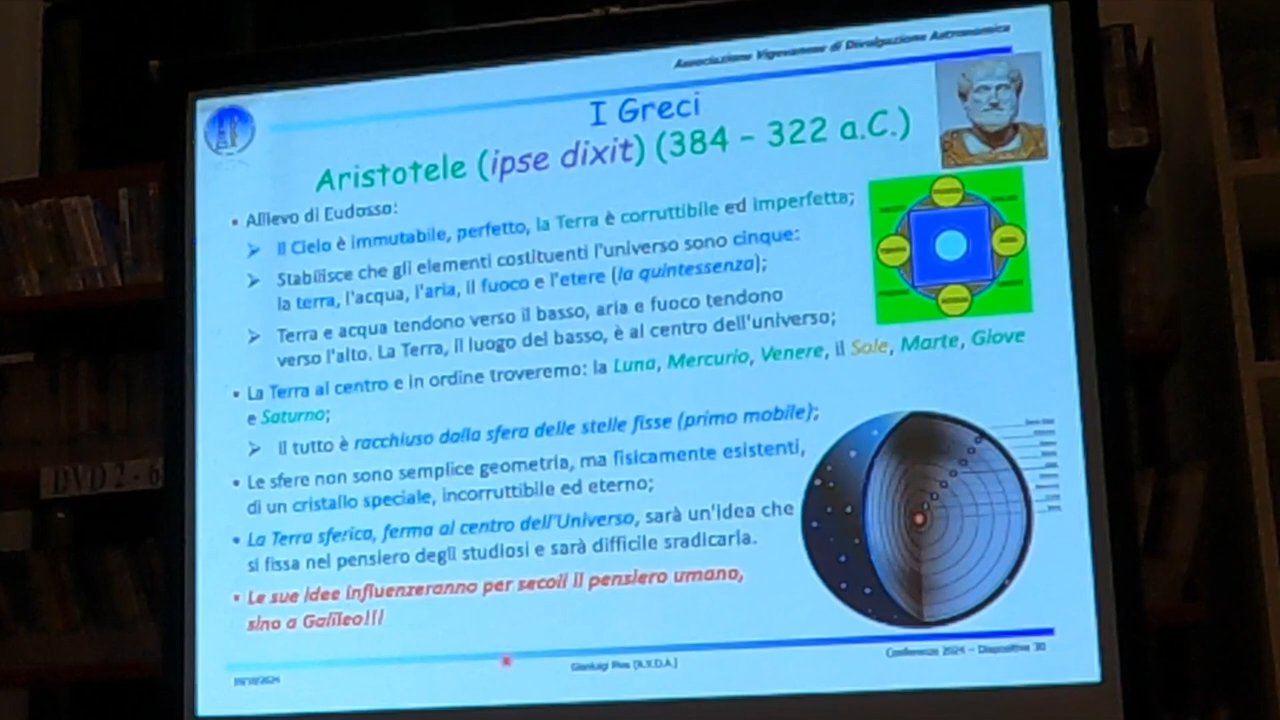 Associazione Vigevanese di Divulgazione Astronomica
I Greci
Aristotele (ipse dixit) (384 – 322 a.C.)
• Allievo di Eudosso:
➢ Il Cielo è immutabile, perfetto, la Terra è corruttibile ed imperfetta;
➢ Stabilisce che gli elementi costituenti l'universo sono cinque:
la terra, l'acqua, l'aria, il fuoco e l'etere (la quintessenza);
➢ Terra e acqua tendono verso il basso, aria e fuoco tendono
verso l'alto. La Terra, il luogo del basso, è al centro dell'universo;
• La Terra al centro e in ordine troveremo: la Luna, Mercurio, Venere, il Sole, Marte, Giove
e Saturno;
➢ Il tutto è racchiuso dalla sfera delle stelle fisse (primo mobile);
• Le sfere non sono semplice geometria, ma fisicamente esistenti,
di un cristallo speciale, incorruttibile ed eterno;
• La Terra sferica, ferma al centro dell'Universo, sarà un'idea che
si fissa nel pensiero degli studiosi e sarà difficile sradicarla.
• Le sue idee influenzeranno per secoli il pensiero umano,
sino a Galileo!!!
Gianluigi [A.V.D.A.]
Conferenze 2024 – Diapositiva 30
DVD 2 - 6